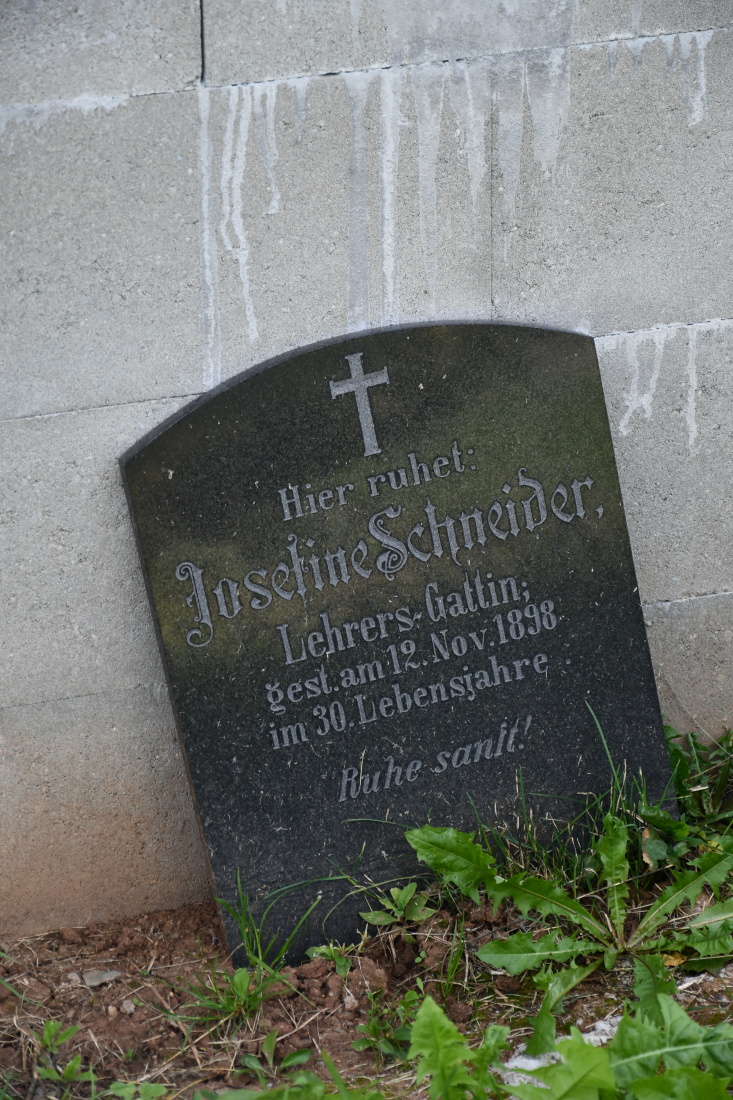 Hier ruhet:
Josefine Schneider,
Lehrers-Gattin;
gest. am 12. Nov. 1898
im 30. Lebensjahre.
Ruhe sanft!